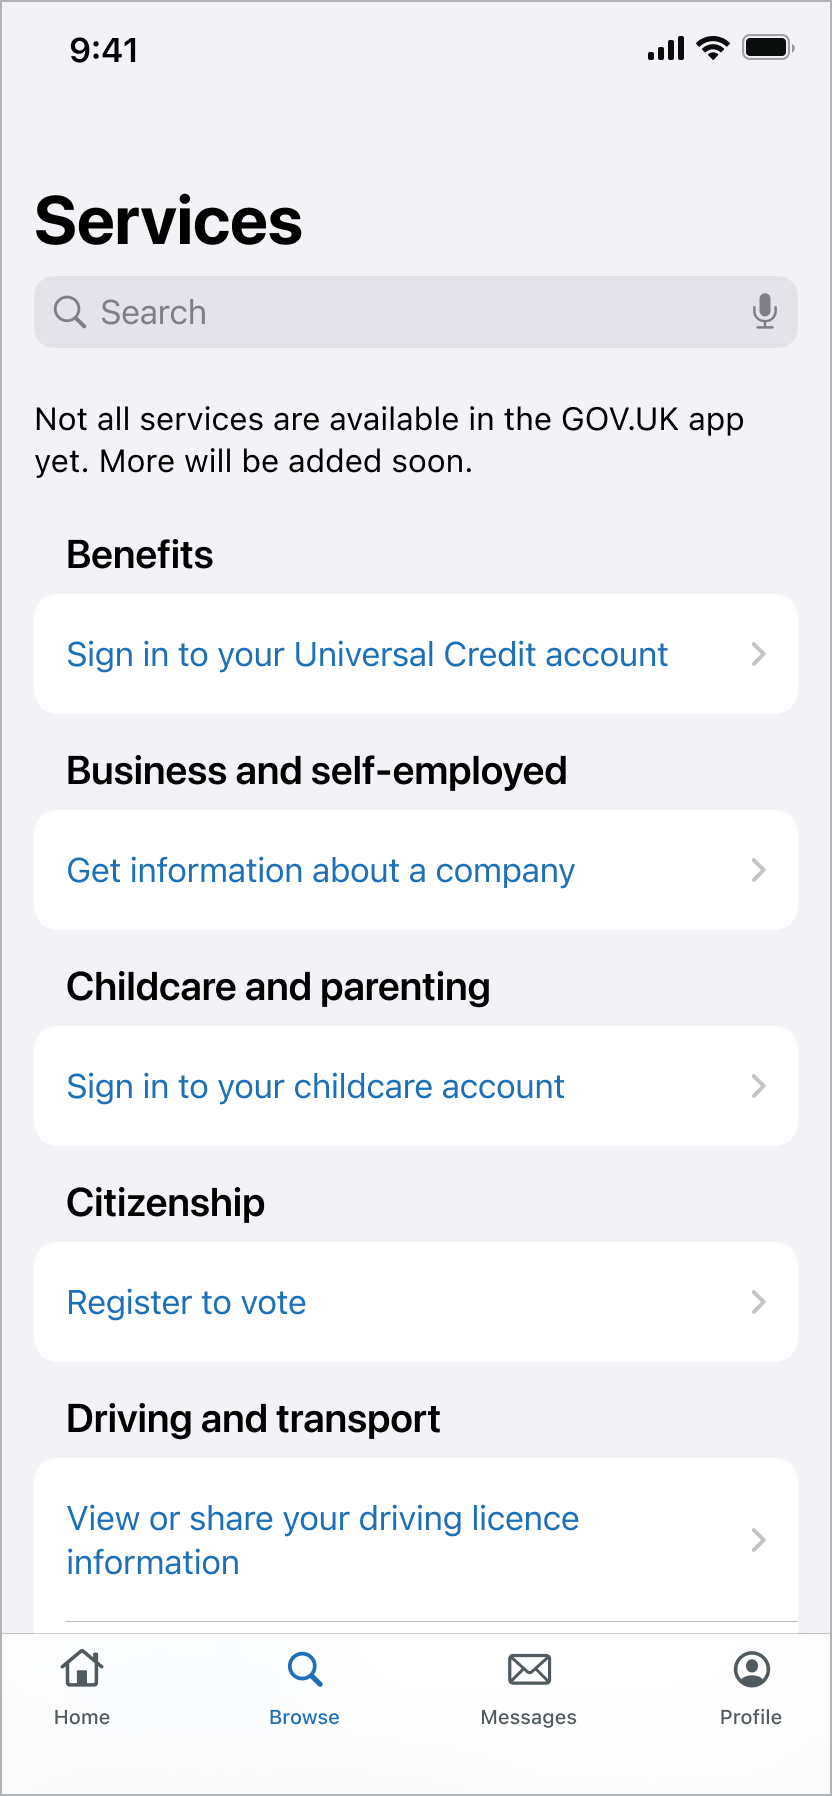 9:41
Services
Search
Not all services are available in the GOV.UK app
yet. More will be added soon.
Benefits
Sign in to your Universal Credit account
Business and self-employed
Get information about a company
Childcare and parenting
Sign in to your childcare account
Citizenship
Register to vote
Driving and transport
View or share your driving licence
information
Home
Browse
Messages
Profile